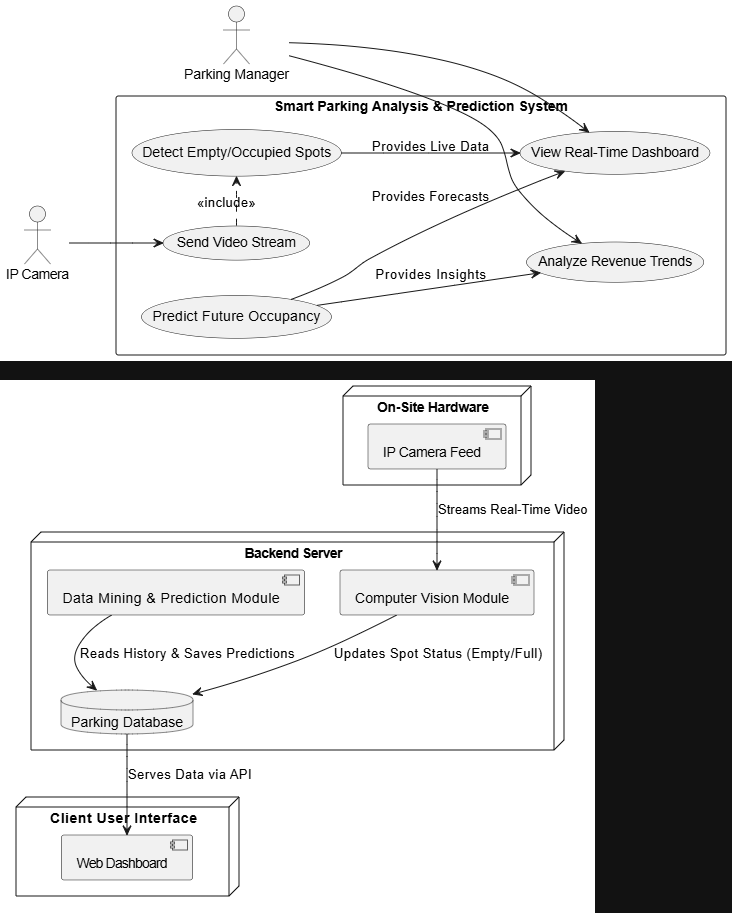 Parking Manager
Smart Parking Analysis & Prediction System
Detect Empty/Occupied Spots
Provides Live Data
View Real-Time Dashboard
Provides Forecasts
«include»
Send Video Stream
IP Camera
Analyze Revenue Trends
Provides Insights
Predict Future Occupancy
On-Site Hardware
IP Camera Feed
Streams Real-Time Video
Backend Server
Data Mining & Prediction Module
Computer Vision Module
Reads History & Saves Predictions
Updates Spot Status (Empty/Full)
Parking Database
Serves Data via API
Client User Interface
Web Dashboard